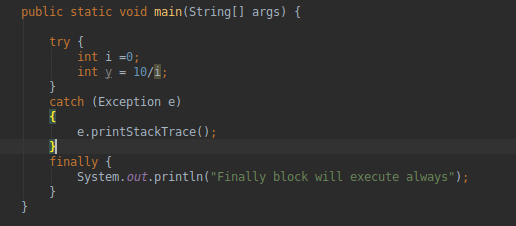 public static void main(String[] args) {
try {
int i =0;
int y = 10/i;
}
catch (Exception e)
{
e.printStackTrace();
}
finally {
System.out.println("Finally block will execute always");
}
}